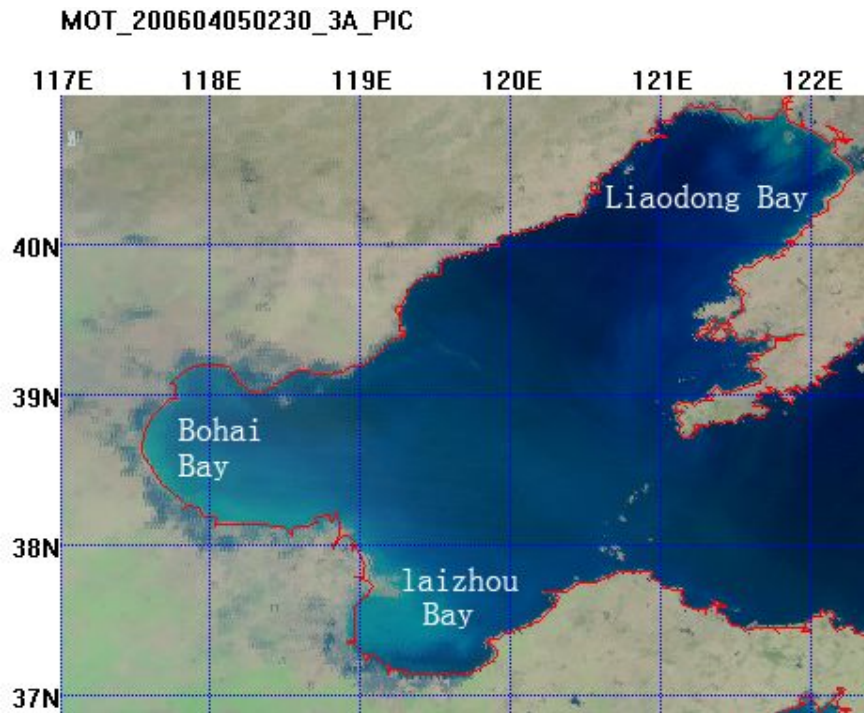 MOT_200604050230_3A_PIC
117E 118E 119E 120E 121E 122E
Liaodong Bay
40N
39N
Bohai
Bay
38N
laizhou
Bay
37N